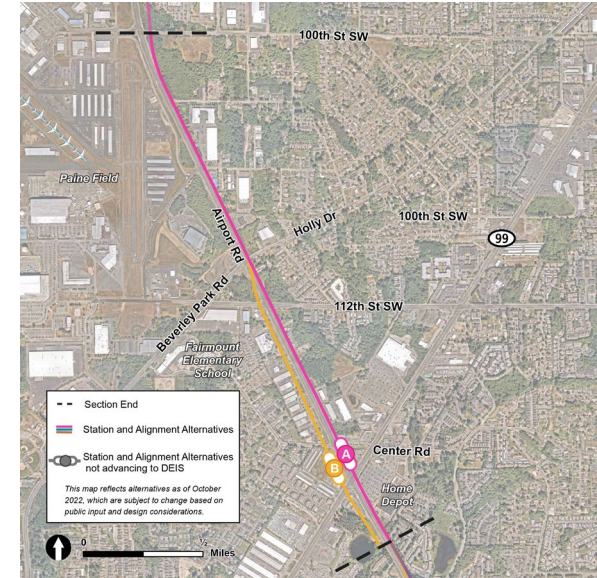 100th St SW
Paine Field
Airport Rd
Holly Dr
100th St SW
99
Beverley Park Rd
112th St SW
Fairmount
Elementary
School
Section End
Station and Alignment Alternatives
Station and Alignment Alternatives
not advancing to DEIS
This map reflects alternatives as of October
2022, which are subject to change based on
public input and design considerations.
A
B
Center Rd
Home
Depot
0
½
Miles